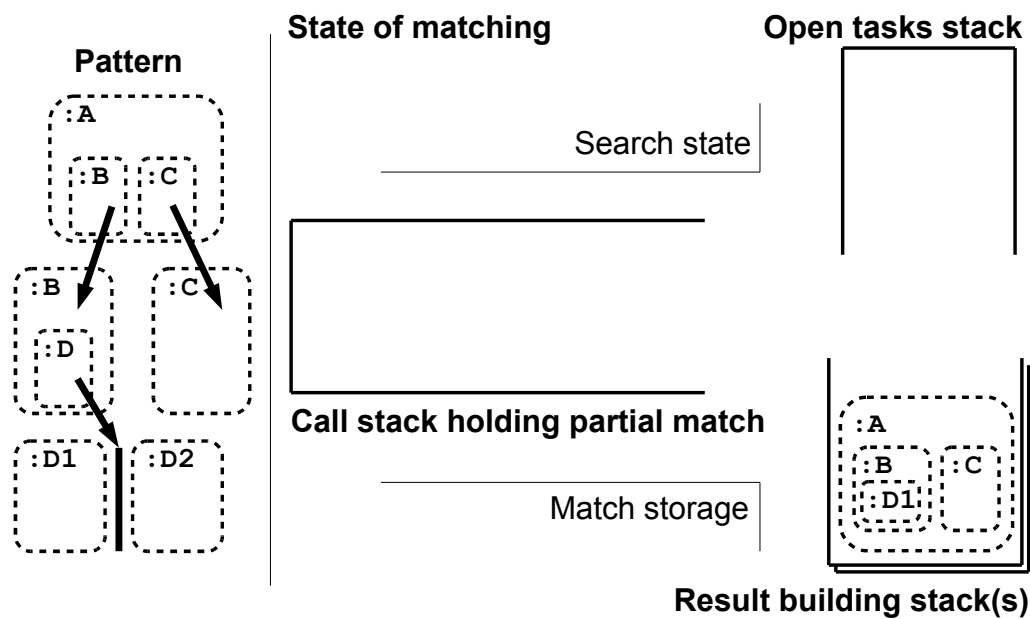 State of matching
Open tasks stack
Pattern
:A
Search state
:B
:C
:B
:C
:D
Call stack holding partial match
:A
:B
:C
:D1
:D2
:D1
Match storage
Result building stack(s)